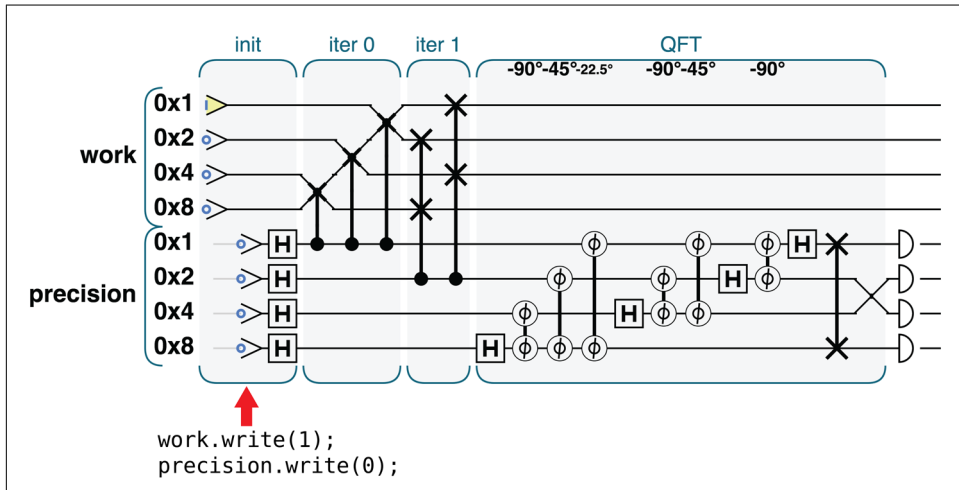 init iter 0 iter 1 QFT
-90° -45° -22.5° -90° -45° -90°
work
0x1
0x2
0x4
0x8
precision
0x1 H H
0x2 H H
0x4 H H
0x8 H H
ϕ ϕ ϕ ϕ ϕ ϕ
ϕ ϕ ϕ ϕ ϕ ϕ
work.write(1);
precision.write(0);